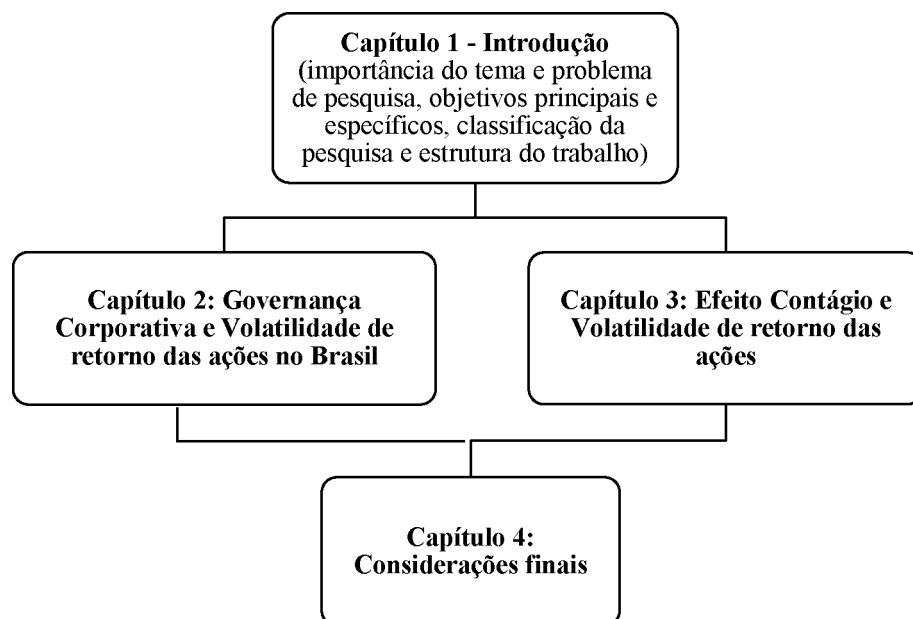 Capítulo 1 - Introdução
(importância do tema e problema
de pesquisa, objetivos principais e
específicos, classificação da
pesquisa e estrutura do trabalho)
Capítulo 2: Governança
Corporativa e Volatilidade de
retorno das ações no Brasil
Capítulo 3: Efeito Contágio e
Volatilidade de retorno das
ações
Capítulo 4:
Considerações finais